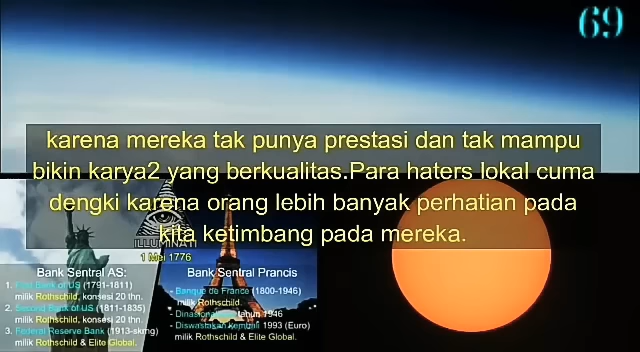 69
karena mereka tak punya prestasi dan tak mampu
bikin karya2 yang berkualitas.Para haters lokal cuma
dengki karena orang lebih banyak perhatian pada
kita ketimbang pada mereka.
ILLUMINATI
1 Mei 1776
Bank Sentral AS:
1. First Bank of US (1791-1811)
milik Rothschild, konsesi 20 thn.
2. Second Bank of US (1811-1835)
milik Rothschild, konsesi 20 thn.
3. Federal Reserve Bank (1913-skrng)
milik Rothschild & Elite Global.
Bank Sentral Prancis
- Banque de France (1800-1946)
milik Rothschild.
- Dinasionalisasi tahun 1946
- Diswastakan kembali 1993 (Euro)
milik Rothschild & Elite Global.